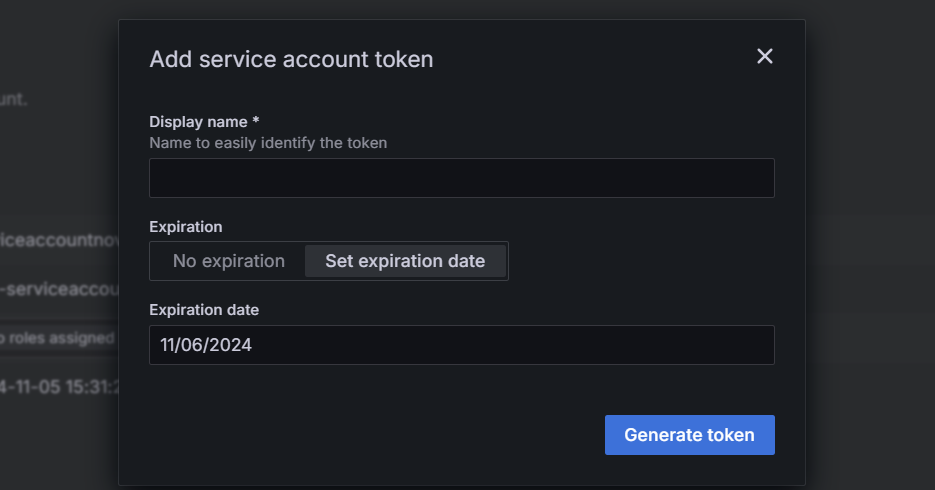 Add service account token
unt.
Display name *
Name to easily identify the token
iceaccountnov
Expiration
No expiration Set expiration date
-serviceaccou
Expiration date
o roles assigned
11/06/2024
4-11-05 15:31:2
Generate token